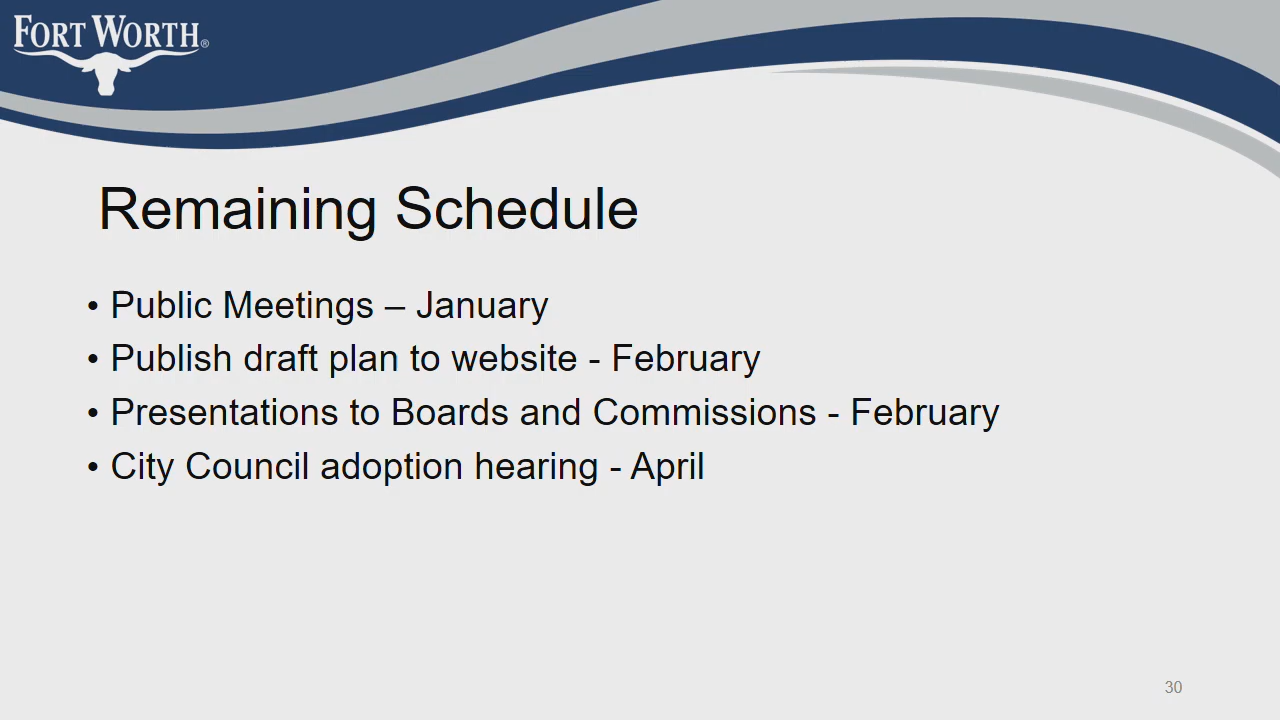 FORT WORTH®
Remaining Schedule
• Public Meetings – January
• Publish draft plan to website - February
• Presentations to Boards and Commissions - February
• City Council adoption hearing - April
30